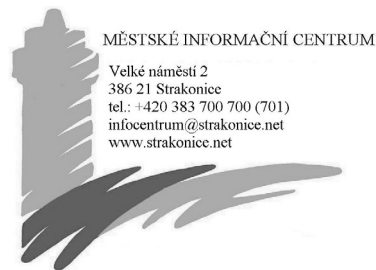 MĚSTSKÉ INFORMAČNÍ CENTRUM
Velké náměstí 2
386 21 Strakonice
tel.: +420 383 700 700 (701)
infocentrum@strakonice.net
www.strakonice.net